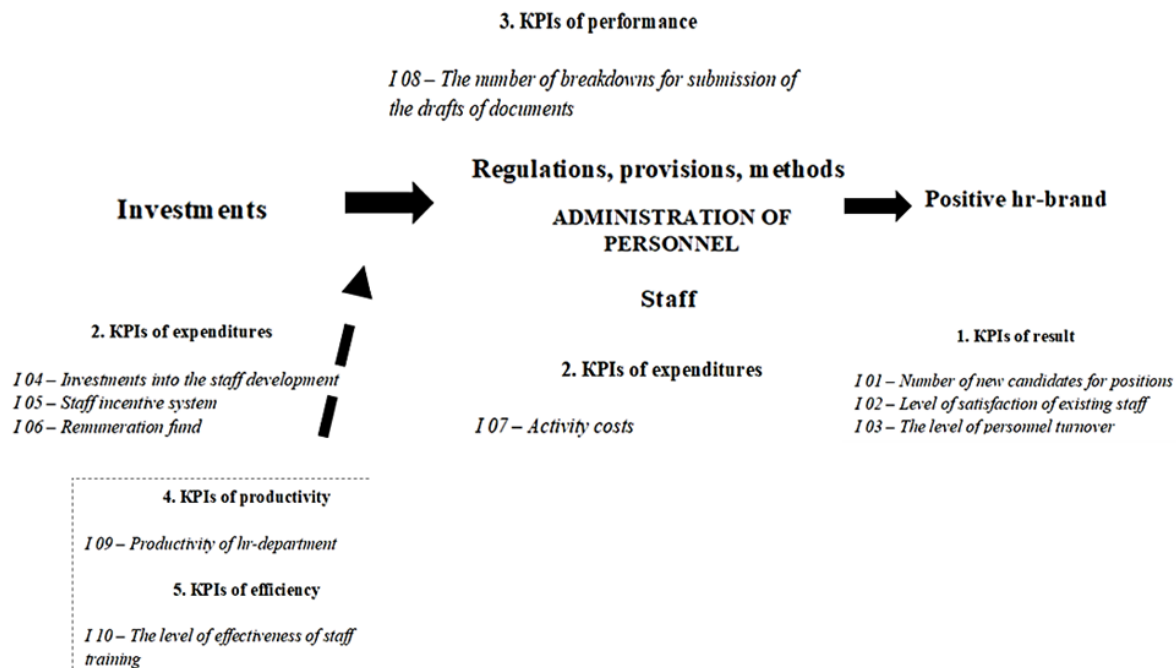 3. KPIs of performance
I 08 – The number of breakdowns for submission of
the drafts of documents
Regulations, provisions, methods
Investments
ADMINISTRATION OF
PERSONNEL
Positive hr-brand
Staff
2. KPIs of expenditures
I 04 – Investments into the staff development
I 05 – Staff incentive system
I 06 – Remuneration fund
2. KPIs of expenditures
I 07 – Activity costs
1. KPIs of result
I 01 – Number of new candidates for positions
I 02 – Level of satisfaction of existing staff
I 03 – The level of personnel turnover
4. KPIs of productivity
I 09 – Productivity of hr-department
5. KPIs of efficiency
I 10 – The level of effectiveness of staff
training